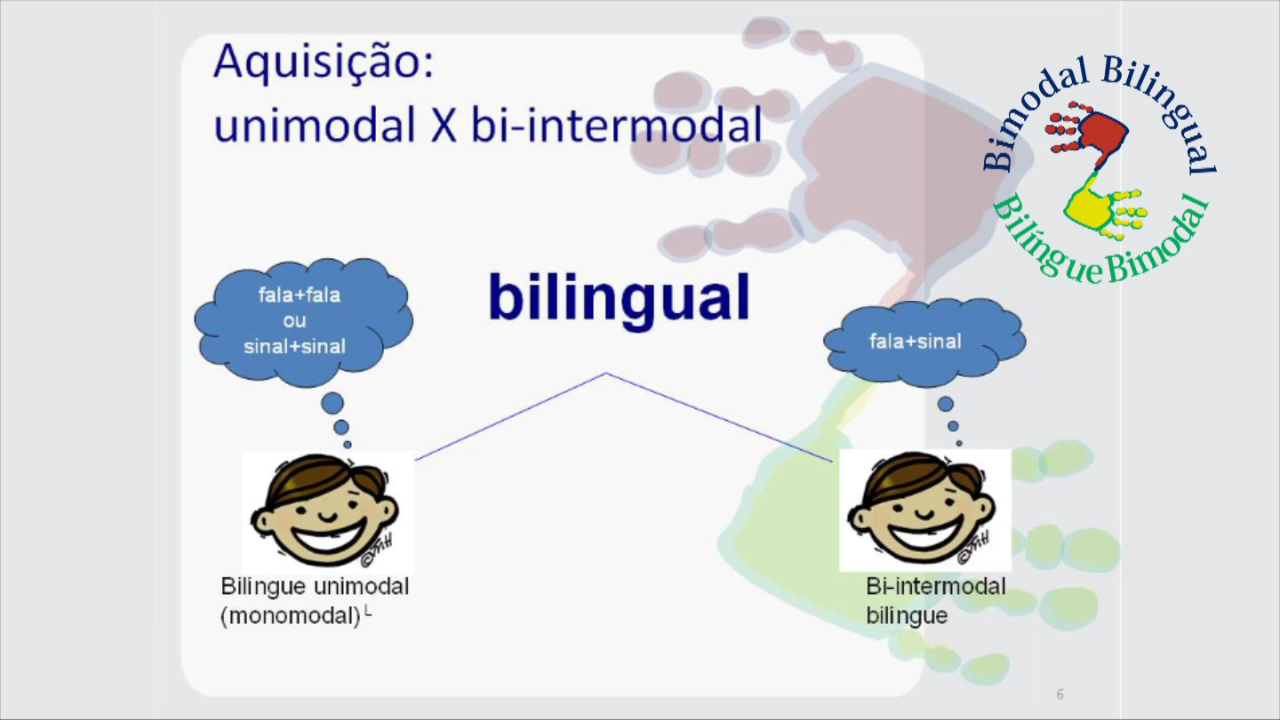 Aquisição:
unimodal X bi-intermodal
Bimodal Bilingual
Bilíngue Bimodal
bilingual
fala+fala
ou
sinal+sinal
fala+sinal
Bilingue unimodal
(monomodal)└
Bi-intermodal
bilingue
6